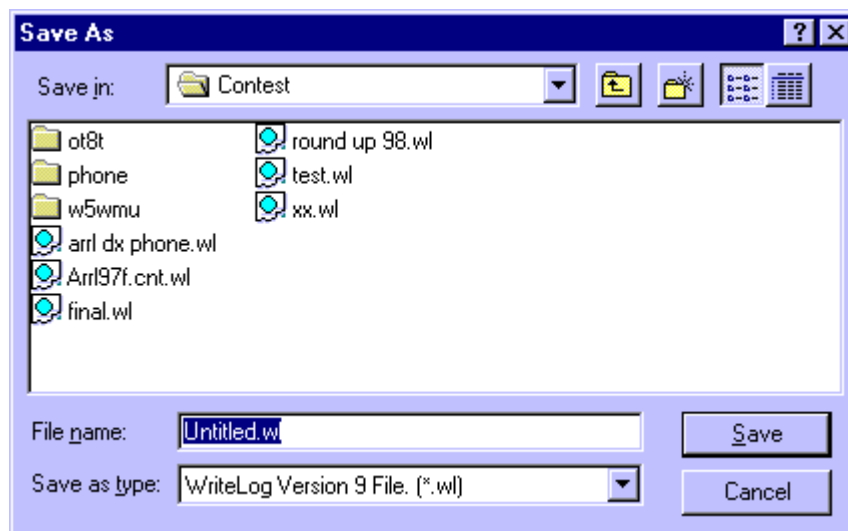 Save As
Save in: Contest
ot8t
phone
w5wmu
arrl dx phone.wl
Arrl97f.cnt.wl
final.wl
round up 98.wl
test.wl
xx.wl
File name: Untitled.wl
Save
Save as type: WriteLog Version 9 File. (*.wl)
Cancel